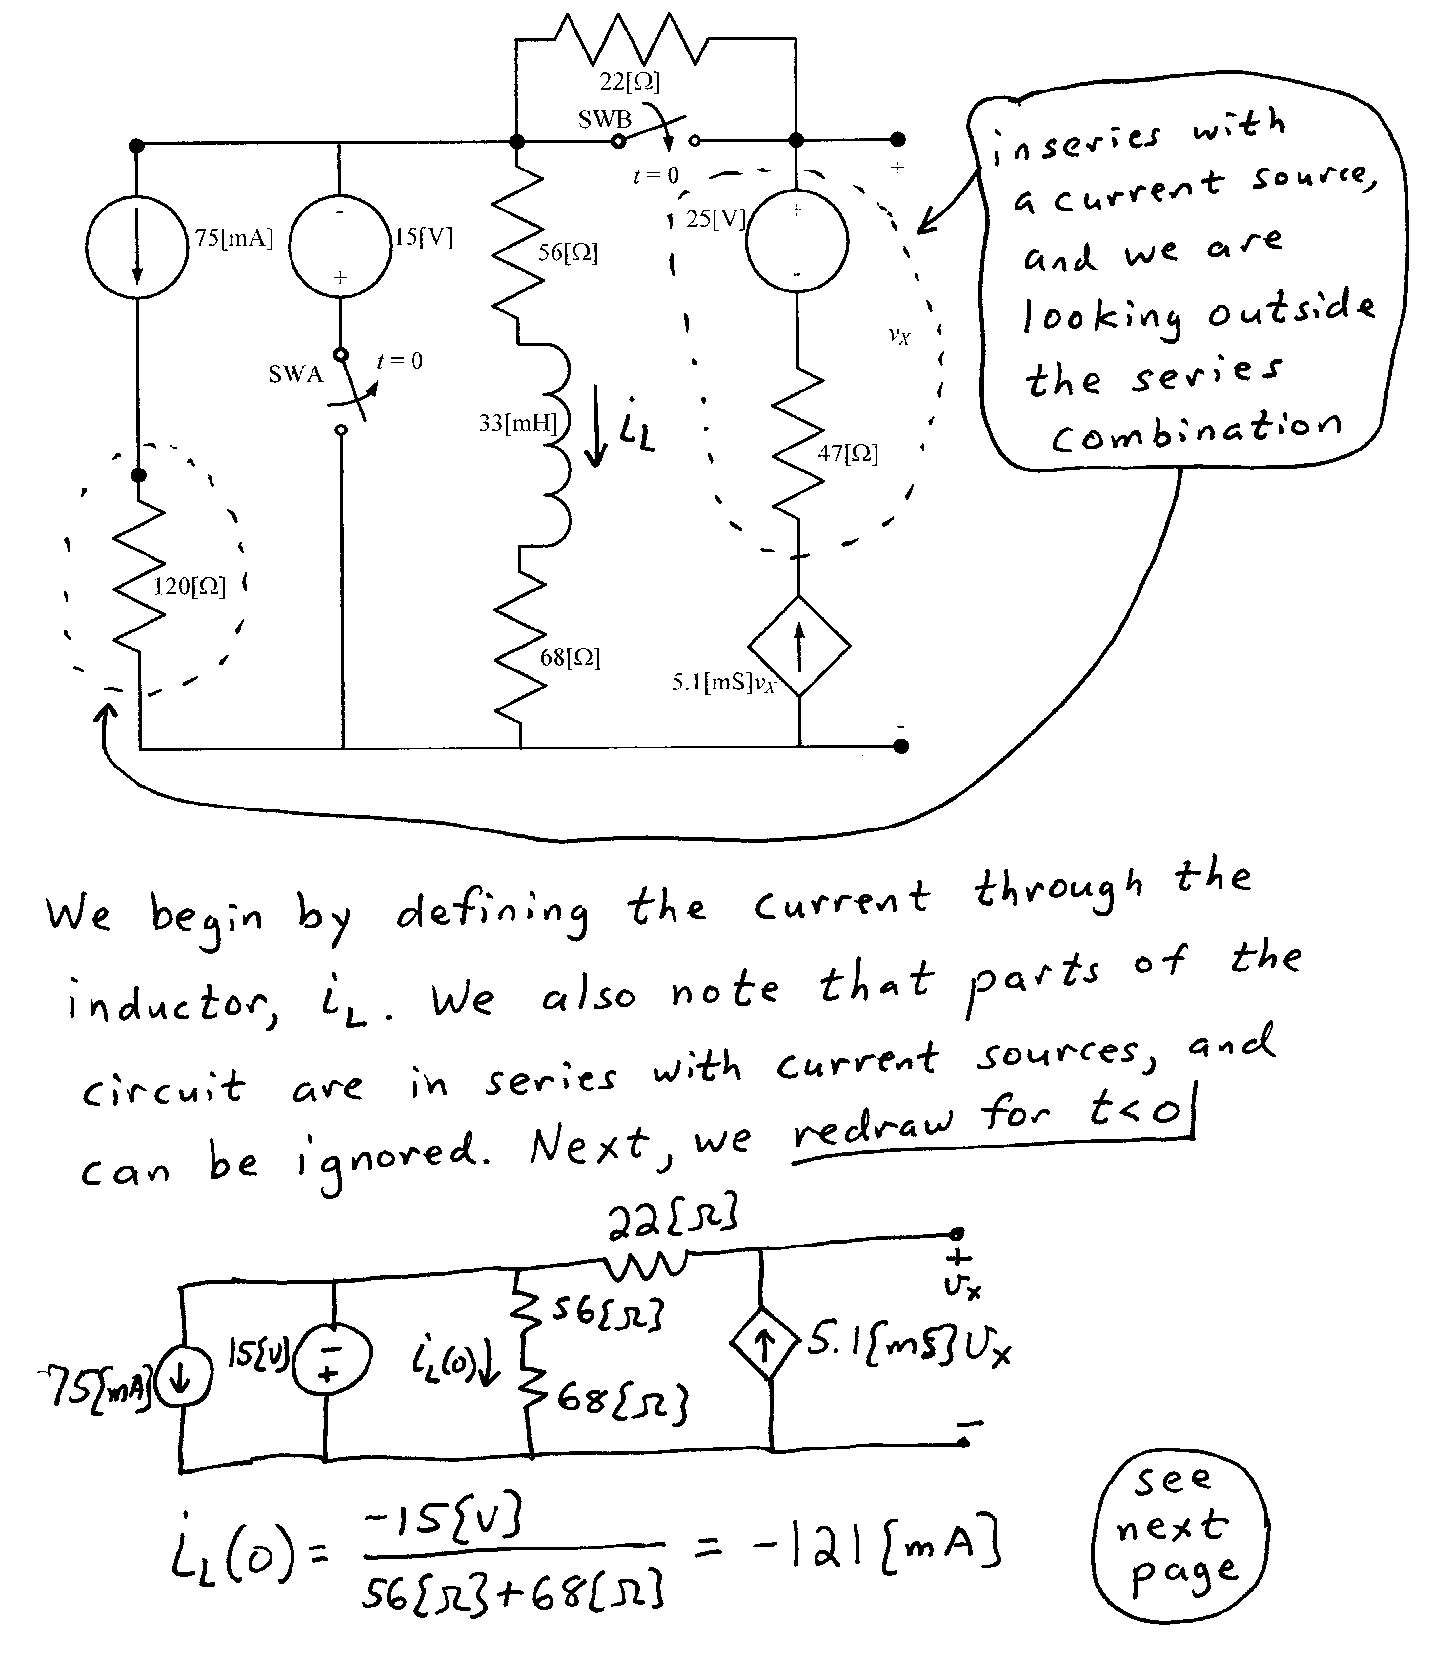 22[Ω]
SWB
t = 0
+
in series with
a current source,
and we are
looking outside
the series
combination
75[mA]
-
15[V]
+
56[Ω]
25[V]
+
-
vX
SWA
t = 0
33[mH]
iL
47[Ω]
120[Ω]
68[Ω]
5.1[mS]vX
-
We begin by defining the current through the
inductor, iL. We also note that parts of the
circuit are in series with current sources, and
can be ignored. Next, we redraw for t<0
22[Ω]
+
vx
56[Ω]
15[V]
-
+
iL(0)
5.1[mS]vx
75[mA]
68[Ω]
-
iL(0) = -15[V] / 56[Ω]+68[Ω] = -121[mA]
see
next
page